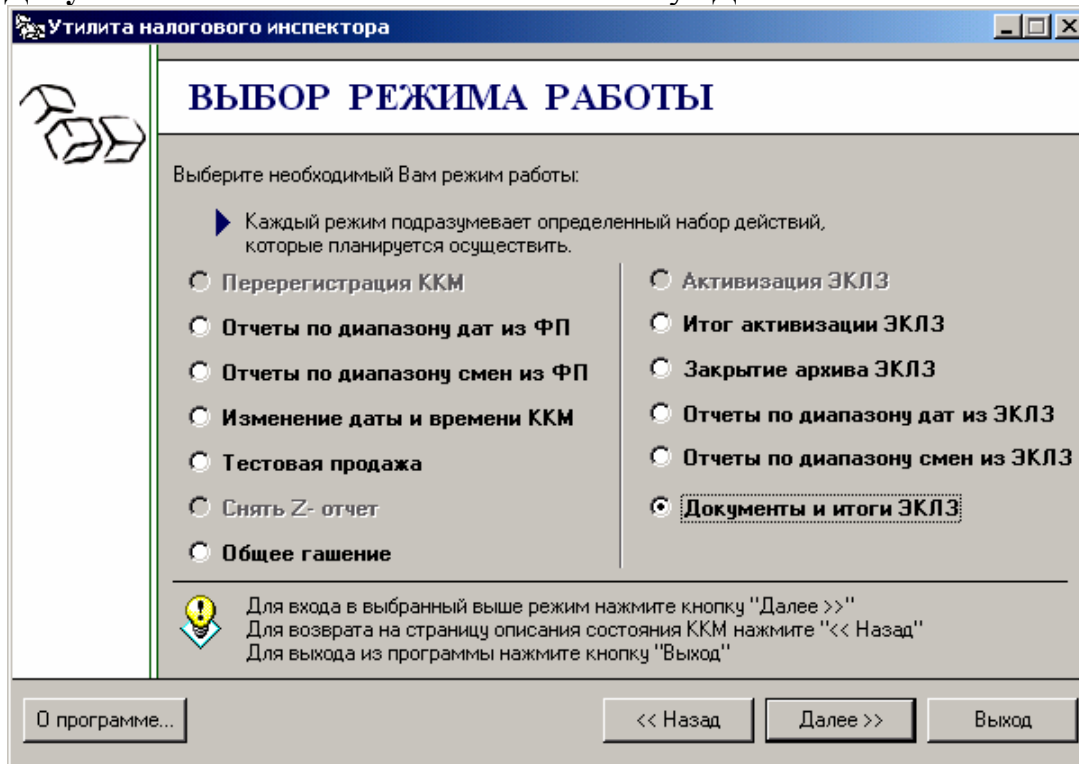 Утилита налогового инспектора
ВЫБОР РЕЖИМА РАБОТЫ
Выберите необходимый Вам режим работы:
Каждый режим подразумевает определенный набор действий,
которые планируется осуществить.
Перерегистрация ККМ
Отчеты по диапазону дат из ФП
Отчеты по диапазону смен из ФП
Изменение даты и времени ККМ
Тестовая продажа
Снять Z- отчет
Общее гашение
Активизация ЭКЛЗ
Итог активизации ЭКЛЗ
Закрытие архива ЭКЛЗ
Отчеты по диапазону дат из ЭКЛЗ
Отчеты по диапазону смен из ЭКЛЗ
Документы и итоги ЭКЛЗ
Для входа в выбранный выше режим нажмите кнопку "Далее >>"
Для возврата на страницу описания состояния ККМ нажмите "<< Назад"
Для выхода из программы нажмите кнопку "Выход"
О программе...
<< Назад
Далее >>
Выход